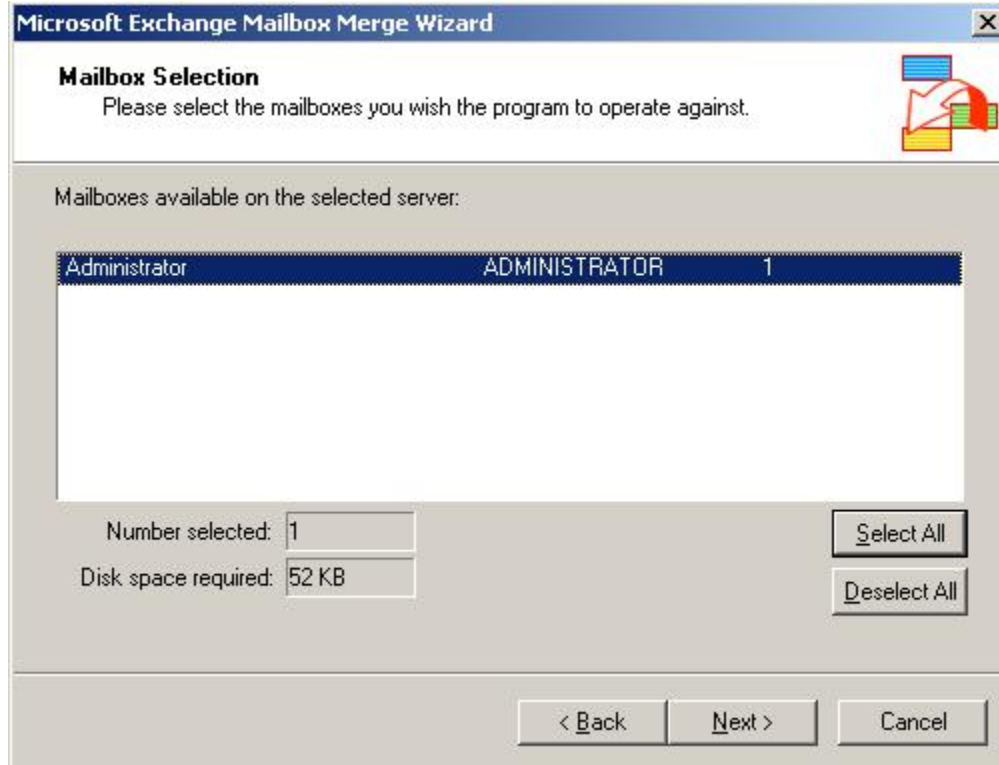 Microsoft Exchange Mailbox Merge Wizard
Mailbox Selection
Please select the mailboxes you wish the program to operate against.
Mailboxes available on the selected server:
Administrator ADMINISTRATOR 1
Number selected: 1
Select All
Disk space required: 52 KB
Deselect All
< Back Next > Cancel